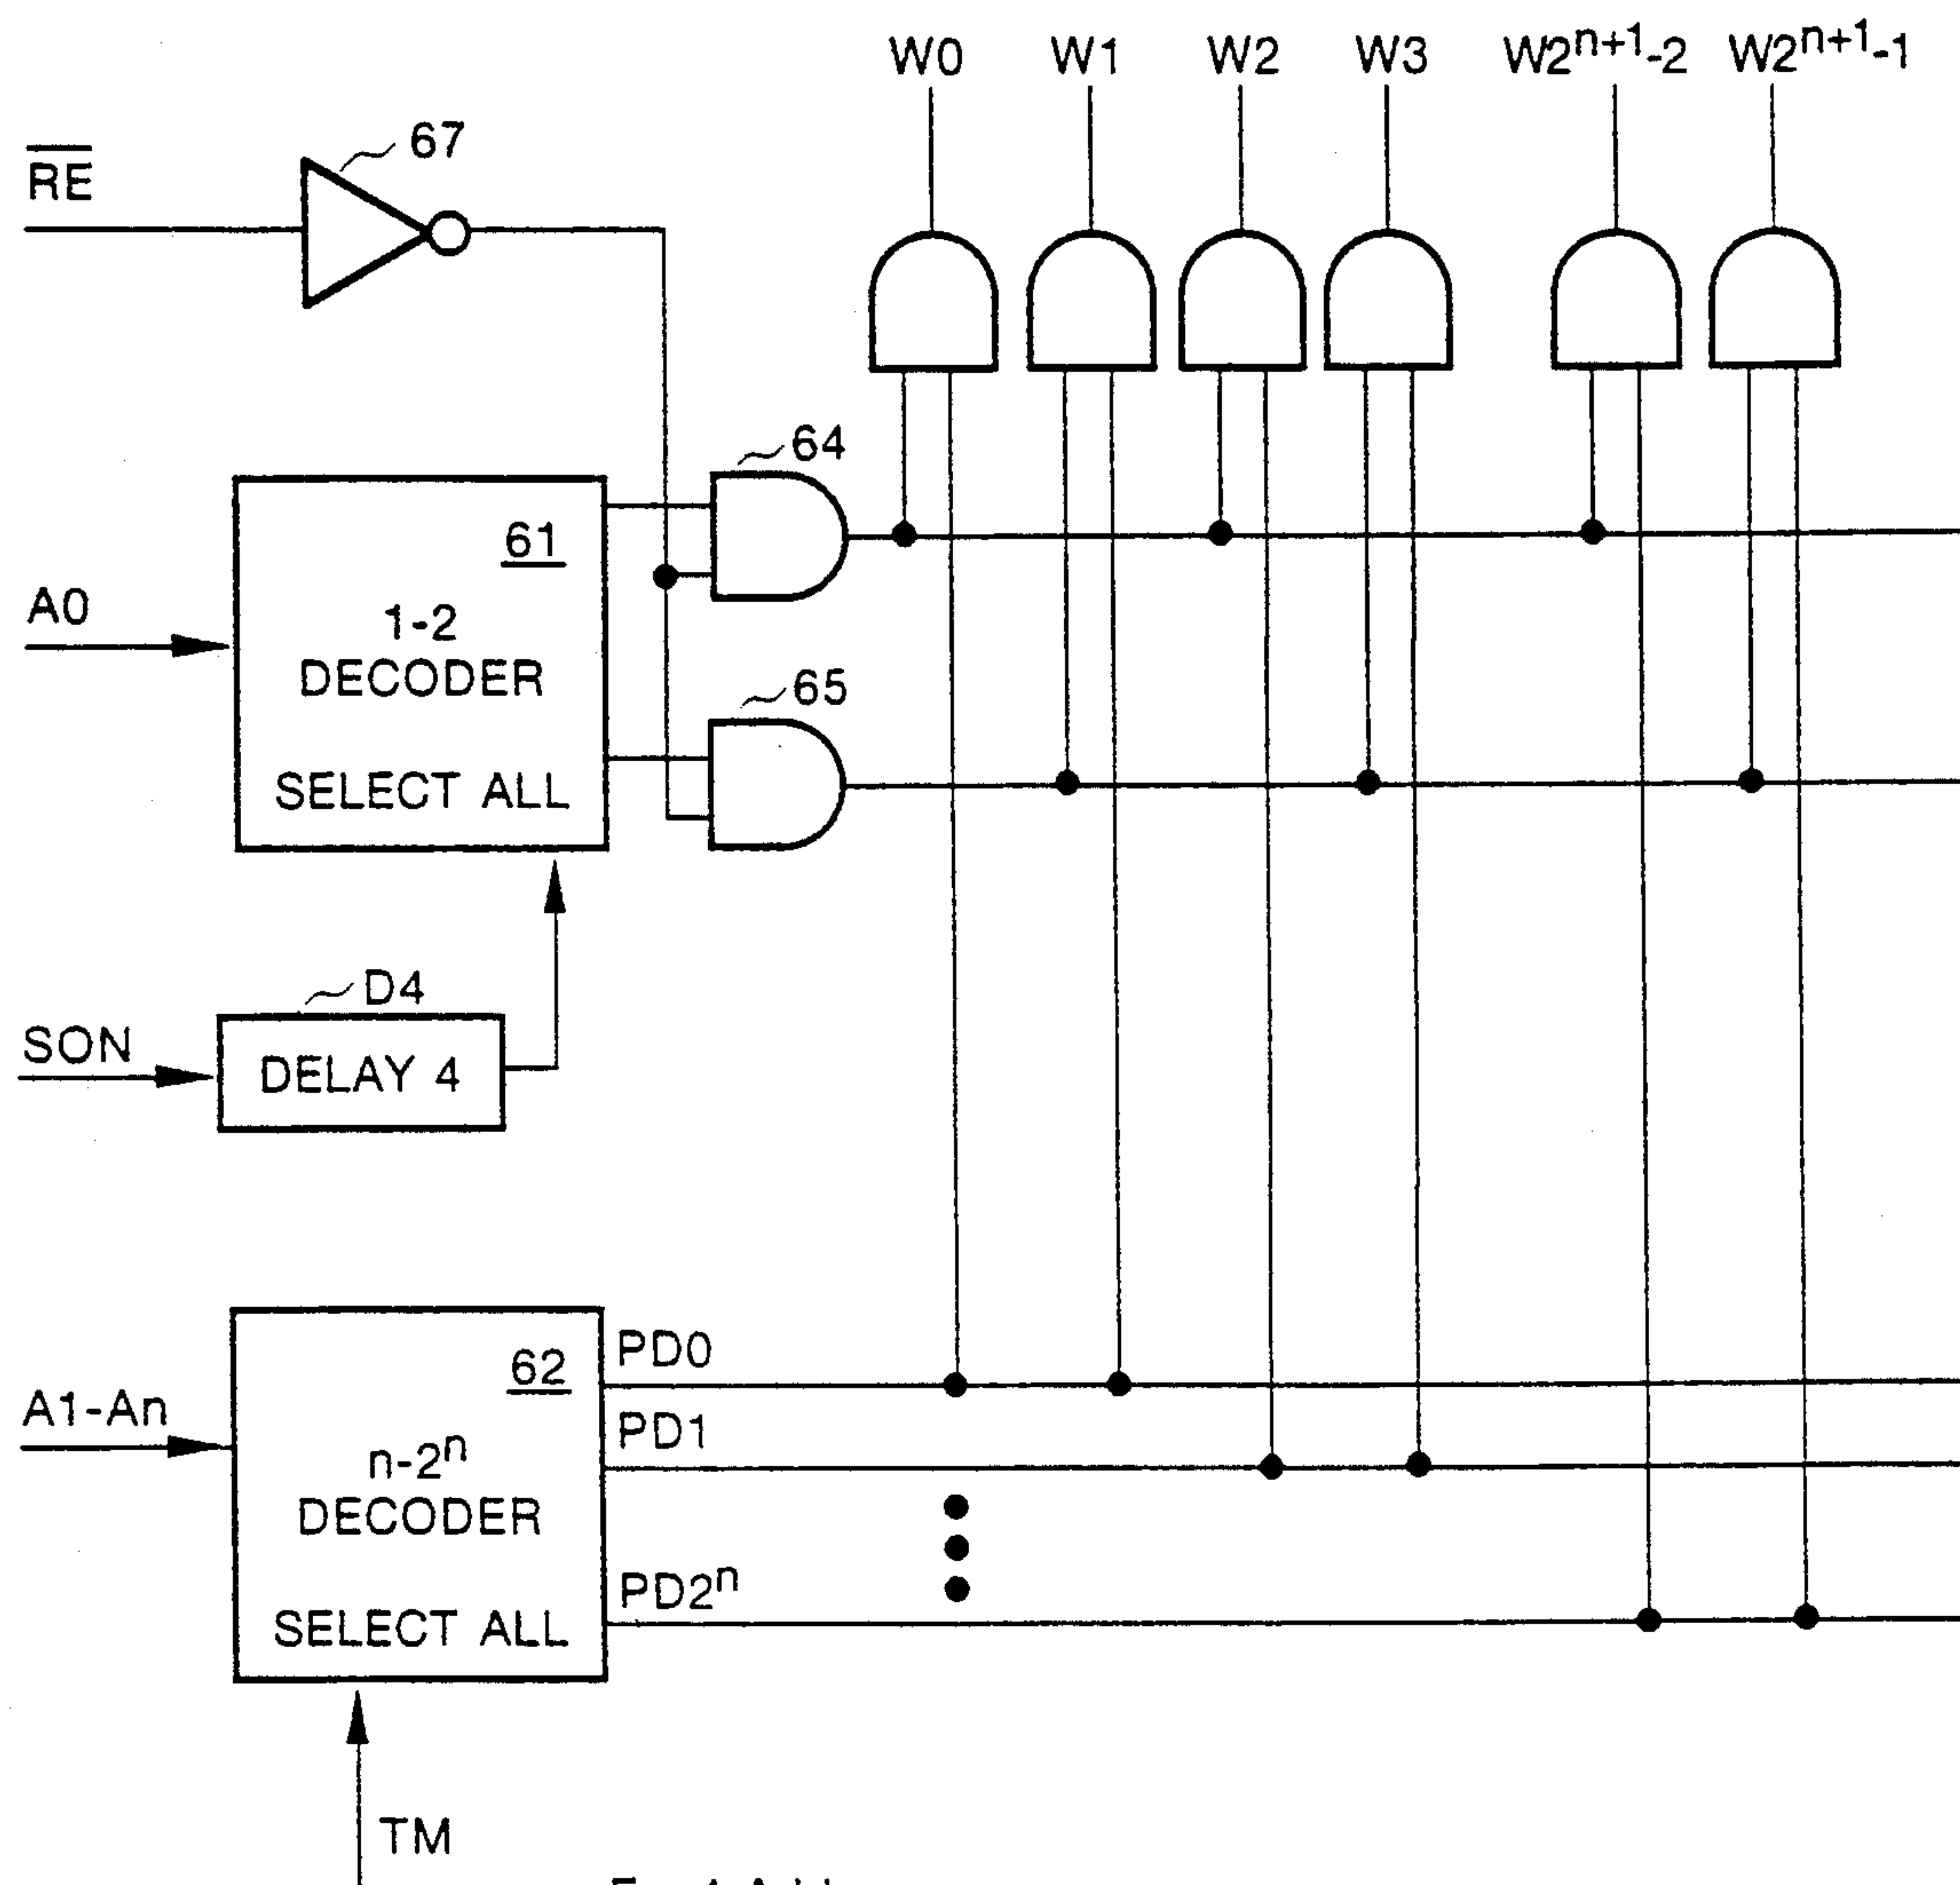 W0 W1 W2 W3 W2ⁿ⁺¹-2 W2ⁿ⁺¹-1
67
R̅E̅
64
61
A0
1-2
DECODER
65
SELECT ALL
D4
SON
DELAY 4
PD0
62
A1-An
PD1
n-2ⁿ
DECODER
PD2ⁿ
SELECT ALL
TM